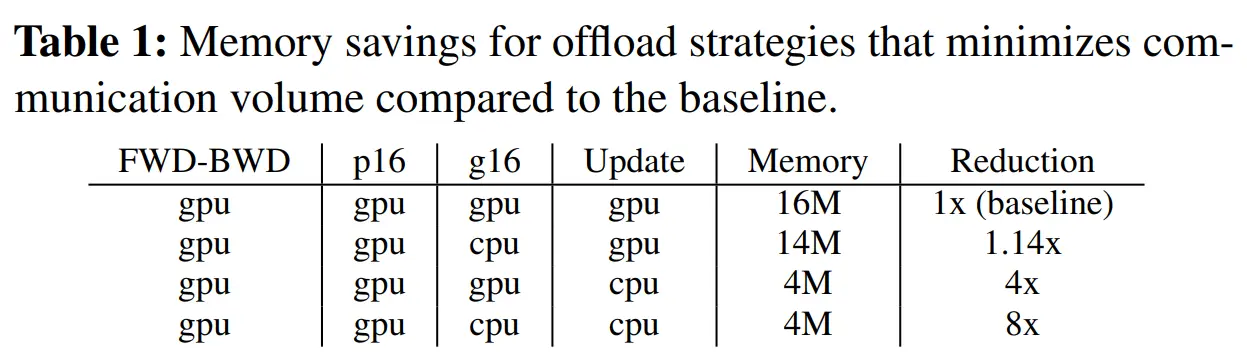 Table 1: Memory savings for offload strategies that minimizes com-
munication volume compared to the baseline.
FWD-BWD p16 g16 Update Memory Reduction
gpu gpu gpu gpu 16M 1x (baseline)
gpu gpu cpu gpu 14M 1.14x
gpu gpu gpu cpu 4M 4x
gpu gpu cpu cpu 4M 8x